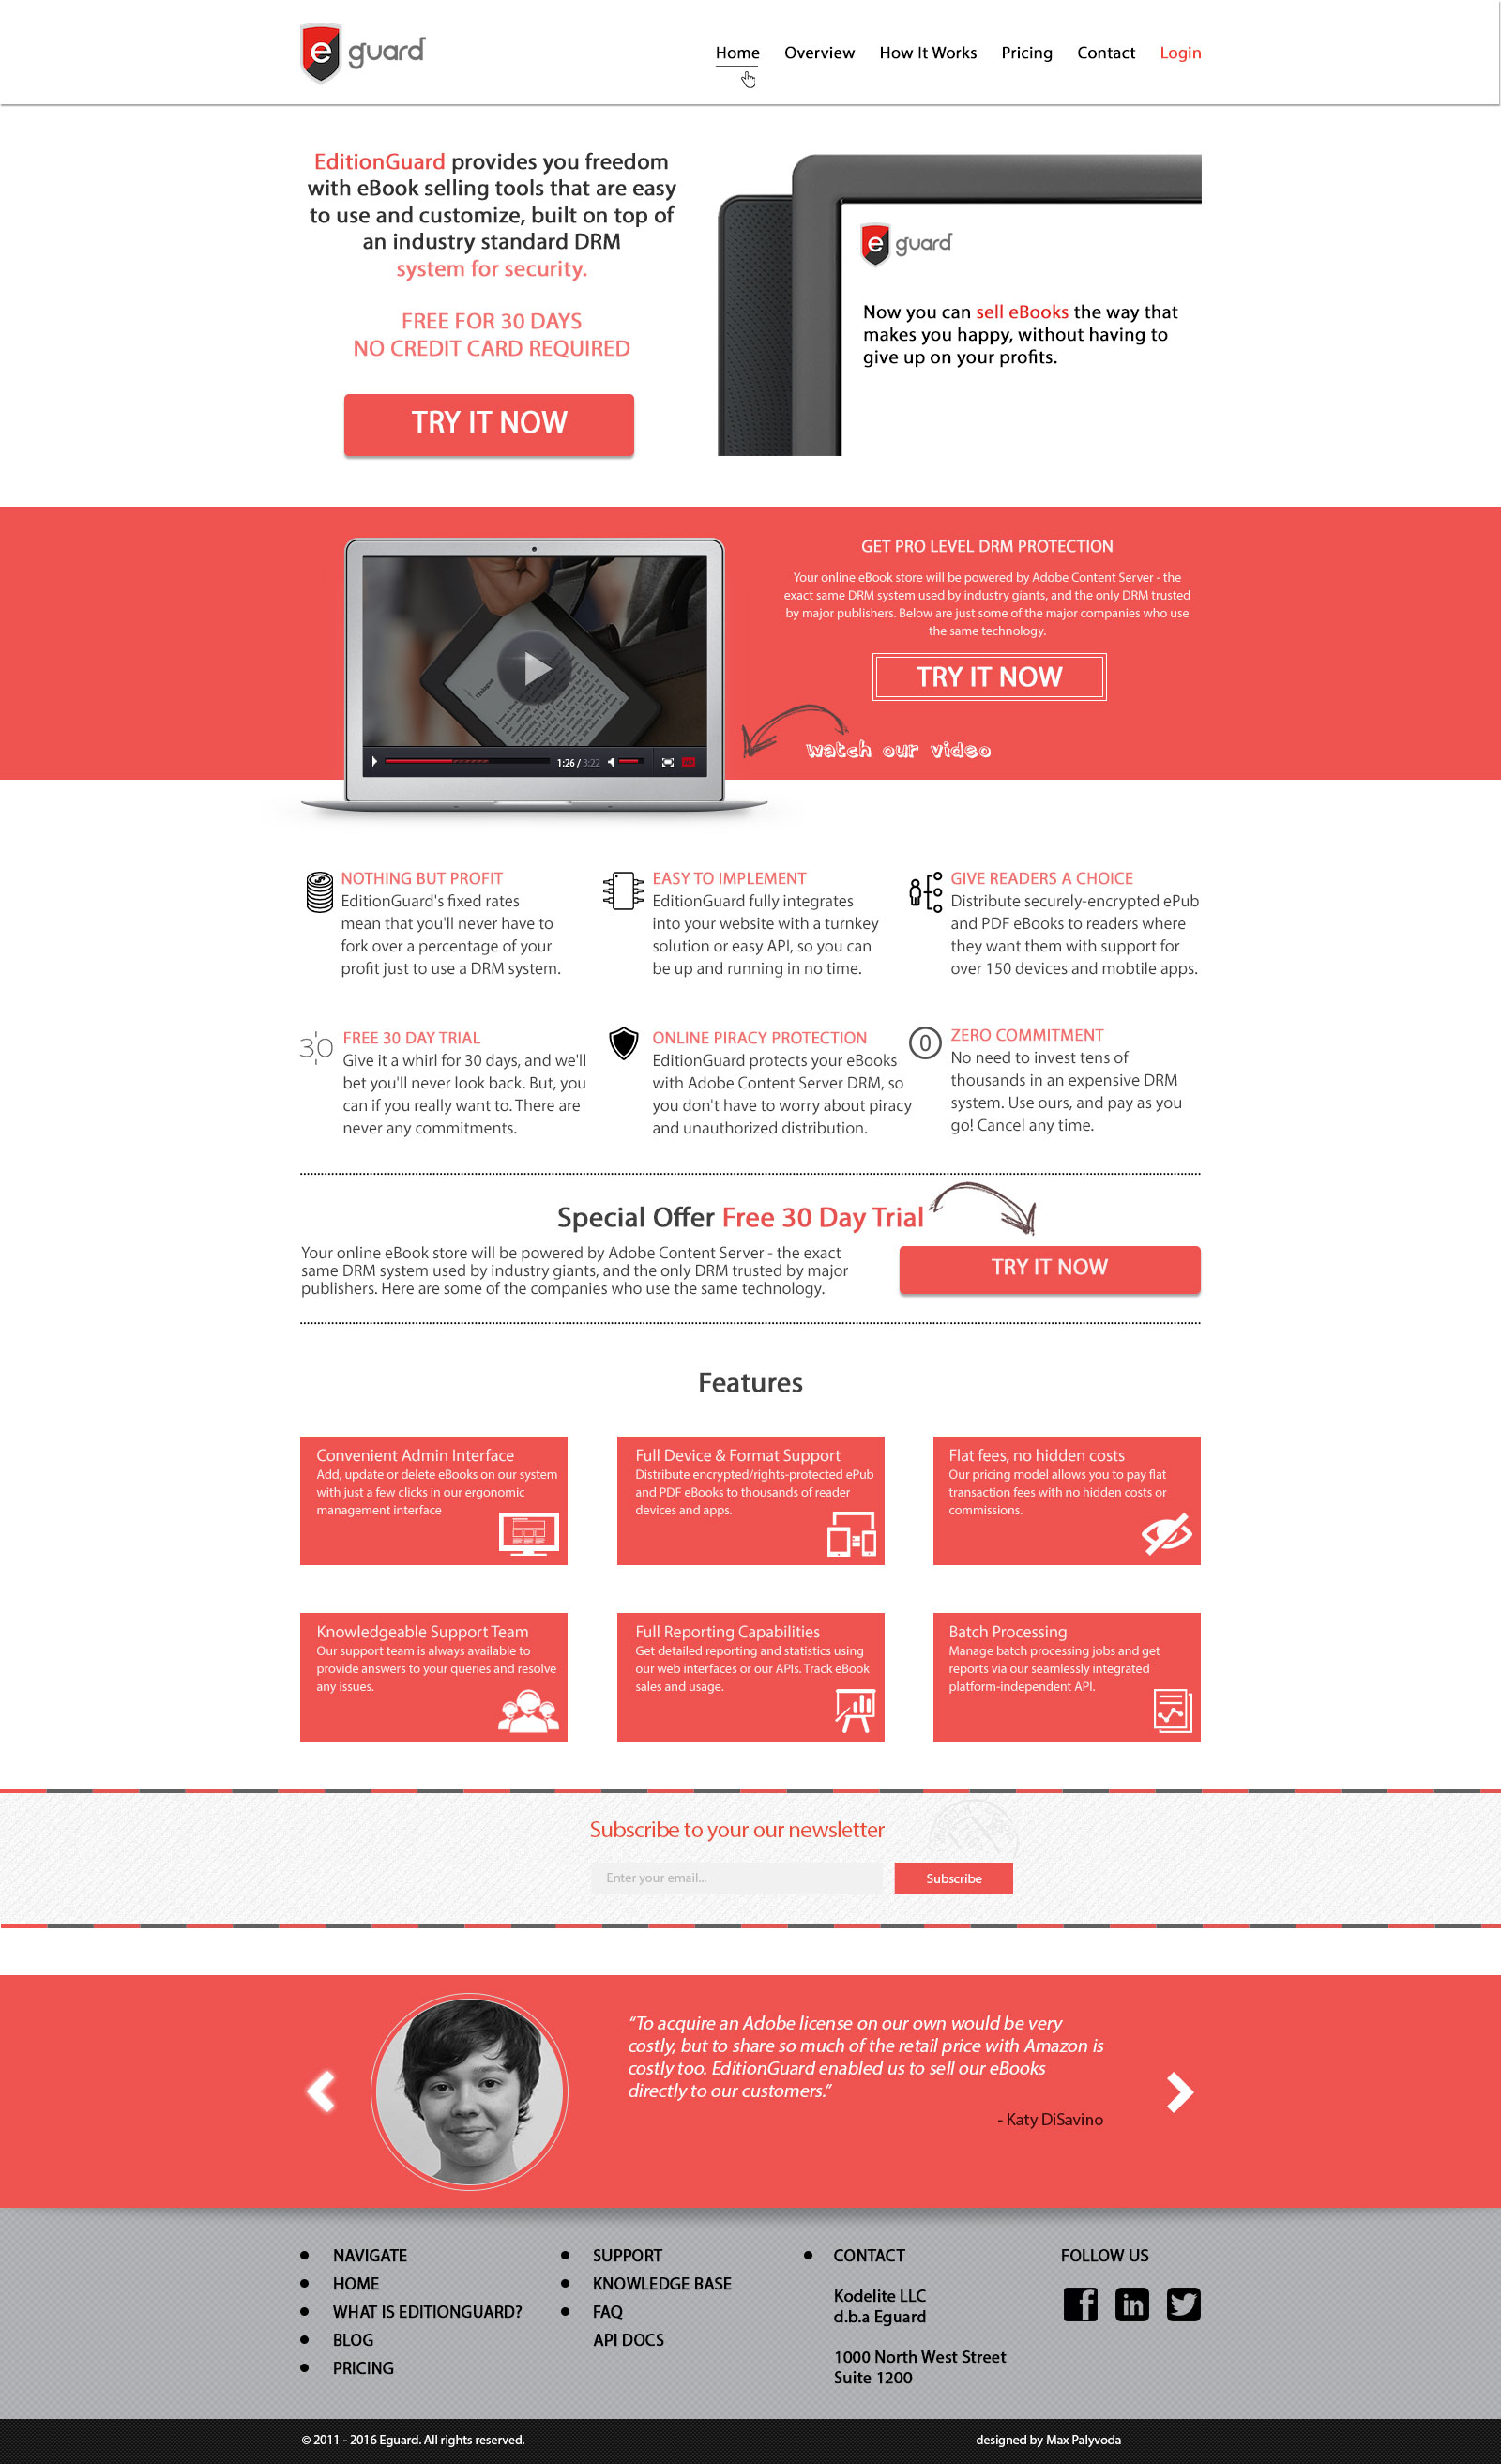 e guard
Home Overview How It Works Pricing Contact Login
EditionGuard provides you freedom
with eBook selling tools that are easy
to use and customize, built on top of
an industry standard DRM
system for security.
FREE FOR 30 DAYS
NO CREDIT CARD REQUIRED
TRY IT NOW
e guard
Now you can sell eBooks the way that
makes you happy, without having to
give up on your profits.
GET PRO LEVEL DRM PROTECTION
Your online eBook store will be powered by Adobe Content Server - the
exact same DRM system used by industry giants, and the only DRM trusted
by major publishers. Below are just some of the major companies who use
the same technology.
TRY IT NOW
watch our video
Prologue
1:26 / 3:22
NOTHING BUT PROFIT
EditionGuard's fixed rates
mean that you'll never have to
fork over a percentage of your
profit just to use a DRM system.
EASY TO IMPLEMENT
EditionGuard fully integrates
into your website with a turnkey
solution or easy API, so you can
be up and running in no time.
GIVE READERS A CHOICE
Distribute securely-encrypted ePub
and PDF eBooks to readers where
they want them with support for
over 150 devices and mobtile apps.
30
FREE 30 DAY TRIAL
Give it a whirl for 30 days, and we'll
bet you'll never look back. But, you
can if you really want to. There are
never any commitments.
ONLINE PIRACY PROTECTION
EditionGuard protects your eBooks
with Adobe Content Server DRM, so
you don't have to worry about piracy
and unauthorized distribution.
0
ZERO COMMITMENT
No need to invest tens of
thousands in an expensive DRM
system. Use ours, and pay as you
go! Cancel any time.
Special Offer Free 30 Day Trial
Your online eBook store will be powered by Adobe Content Server - the exact
same DRM system used by industry giants, and the only DRM trusted by major
publishers. Here are some of the companies who use the same technology.
TRY IT NOW
Features
Convenient Admin Interface
Add, update or delete eBooks on our system
with just a few clicks in our ergonomic
management interface
Full Device & Format Support
Distribute encrypted/rights-protected ePub
and PDF eBooks to thousands of reader
devices and apps.
Flat fees, no hidden costs
Our pricing model allows you to pay flat
transaction fees with no hidden costs or
commissions.
Knowledgeable Support Team
Our support team is always available to
provide answers to your queries and resolve
any issues.
Full Reporting Capabilities
Get detailed reporting and statistics using
our web interfaces or our APIs. Track eBook
sales and usage.
Batch Processing
Manage batch processing jobs and get
reports via our seamlessly integrated
platform-independent API.
Subscribe to your our newsletter
Enter your email...
Subscribe
“To acquire an Adobe license on our own would be very
costly, but to share so much of the retail price with Amazon is
costly too. EditionGuard enabled us to sell our eBooks
directly to our customers.”
- Katy DiSavino
NAVIGATE
HOME
WHAT IS EDITIONGUARD?
BLOG
PRICING
SUPPORT
KNOWLEDGE BASE
FAQ
API DOCS
CONTACT
Kodelite LLC
d.b.a Eguard
1000 North West Street
Suite 1200
FOLLOW US
f in
© 2011 - 2016 Eguard. All rights reserved.
designed by Max Palyvoda